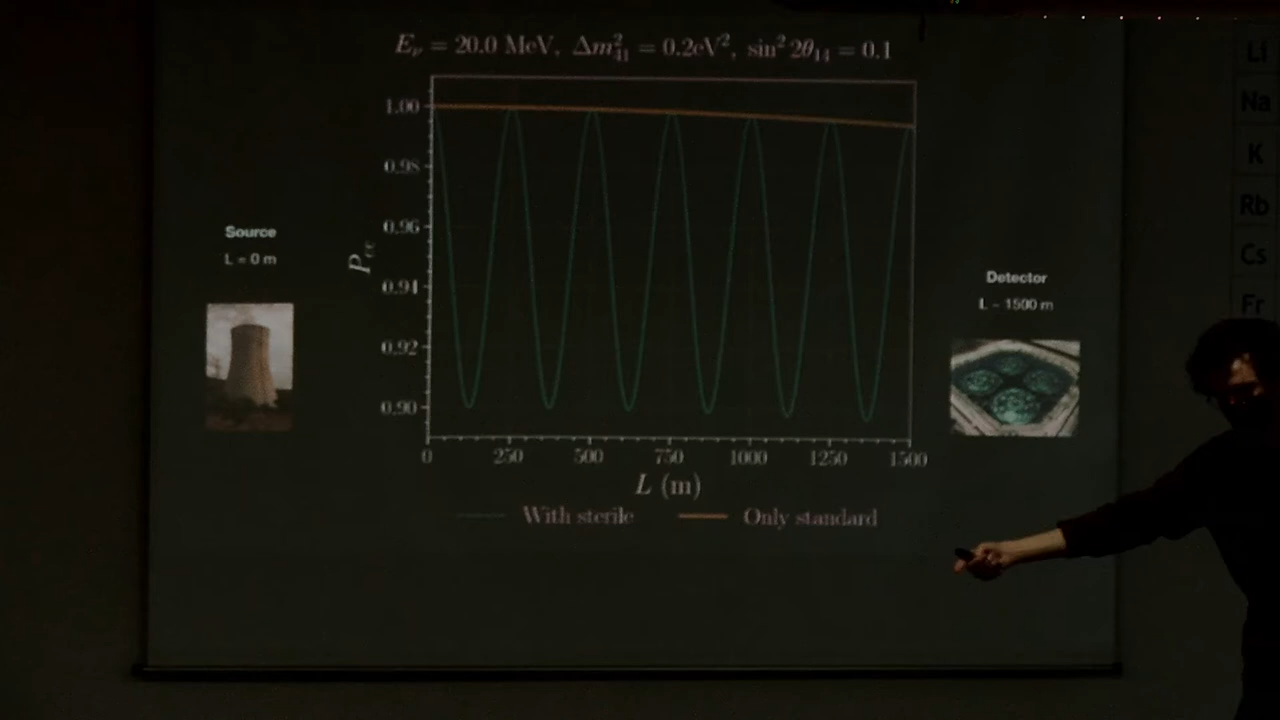 E_ν = 20.0 MeV, Δm²₄₁ = 0.2eV², sin² 2θ₁₄ = 0.1
1.00
0.98
0.96
0.94
0.92
0.90
P_ee
0 250 500 750 1000 1250 1500
L (m)
With sterile Only standard
Source
L = 0 m
Detector
L = 1500 m
Li
Na
K
Rb
Cs
Fr